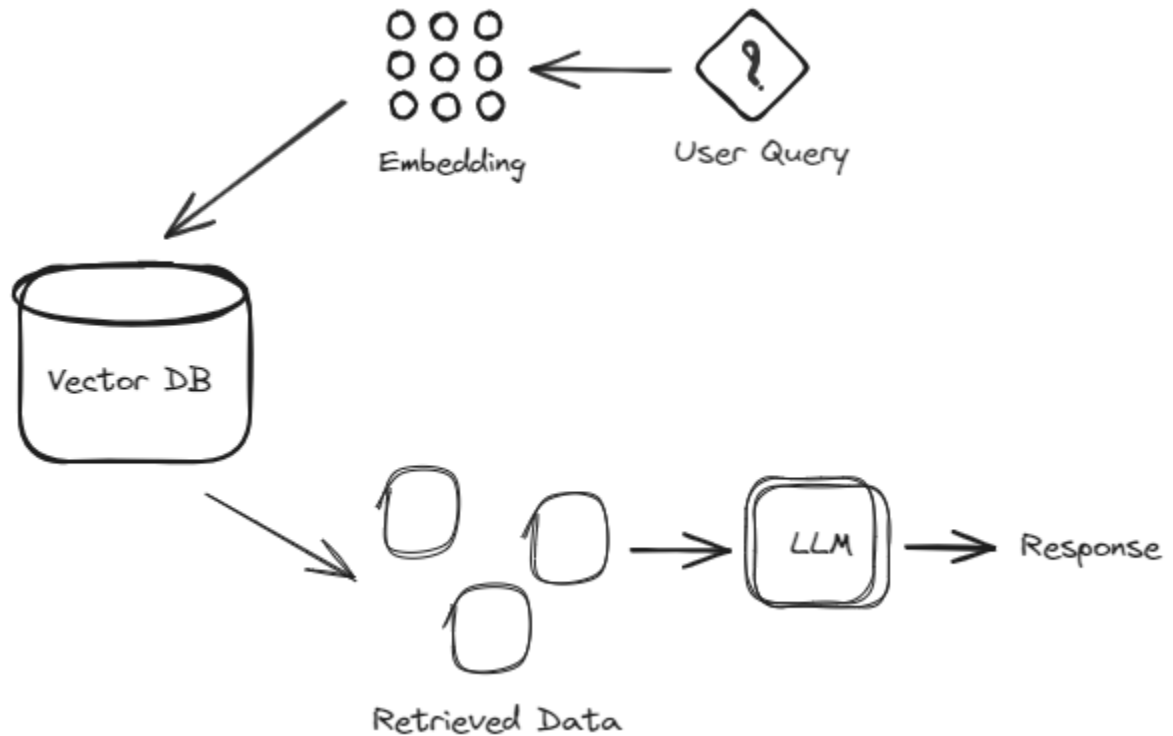 Embedding
User Query
?
Vector DB
LLM
Response
Retrieved Data